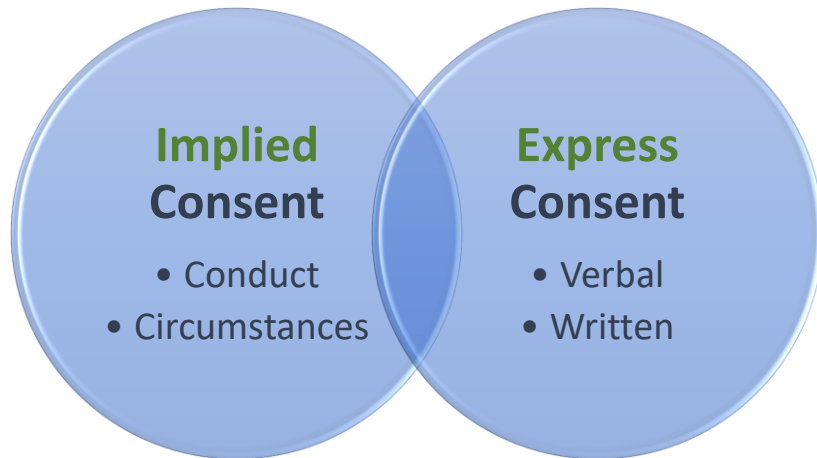 Implied
Consent
• Conduct
• Circumstances
Express
Consent
• Verbal
• Written